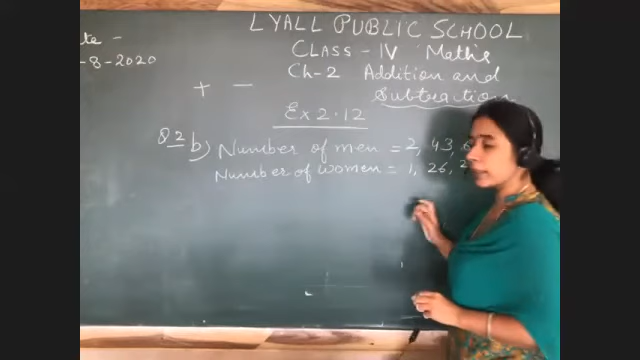 LYALL PUBLIC SCHOOL
te -
-8-2020
CLASS - IV Maths
Ch-2 Addition and
+ - Subtraction
Ex 2.12
Q2 b) Number of men = 2, 43, 6
Number of women = 1, 26, 2